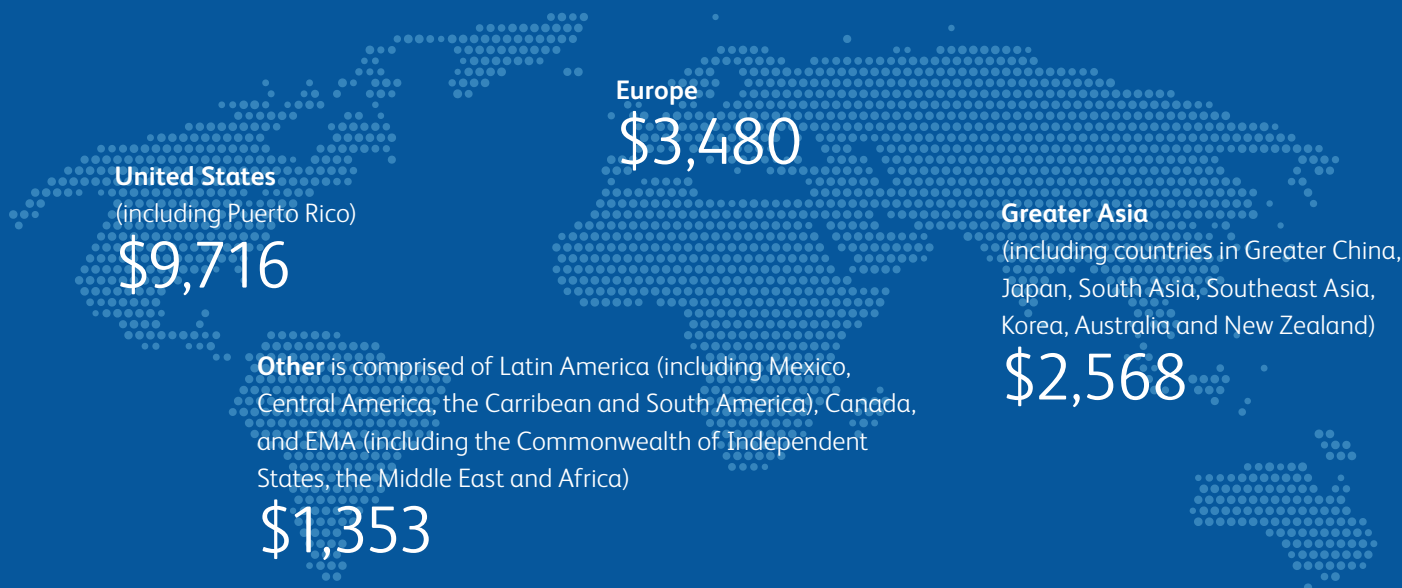 Europe
$3,480
United States
(including Puerto Rico)
$9,716
Greater Asia
(including countries in Greater China,
Japan, South Asia, Southeast Asia,
Korea, Australia and New Zealand)
$2,568
Other is comprised of Latin America (including Mexico,
Central America, the Carribean and South America), Canada,
and EMA (including the Commonwealth of Independent
States, the Middle East and Africa)
$1,353